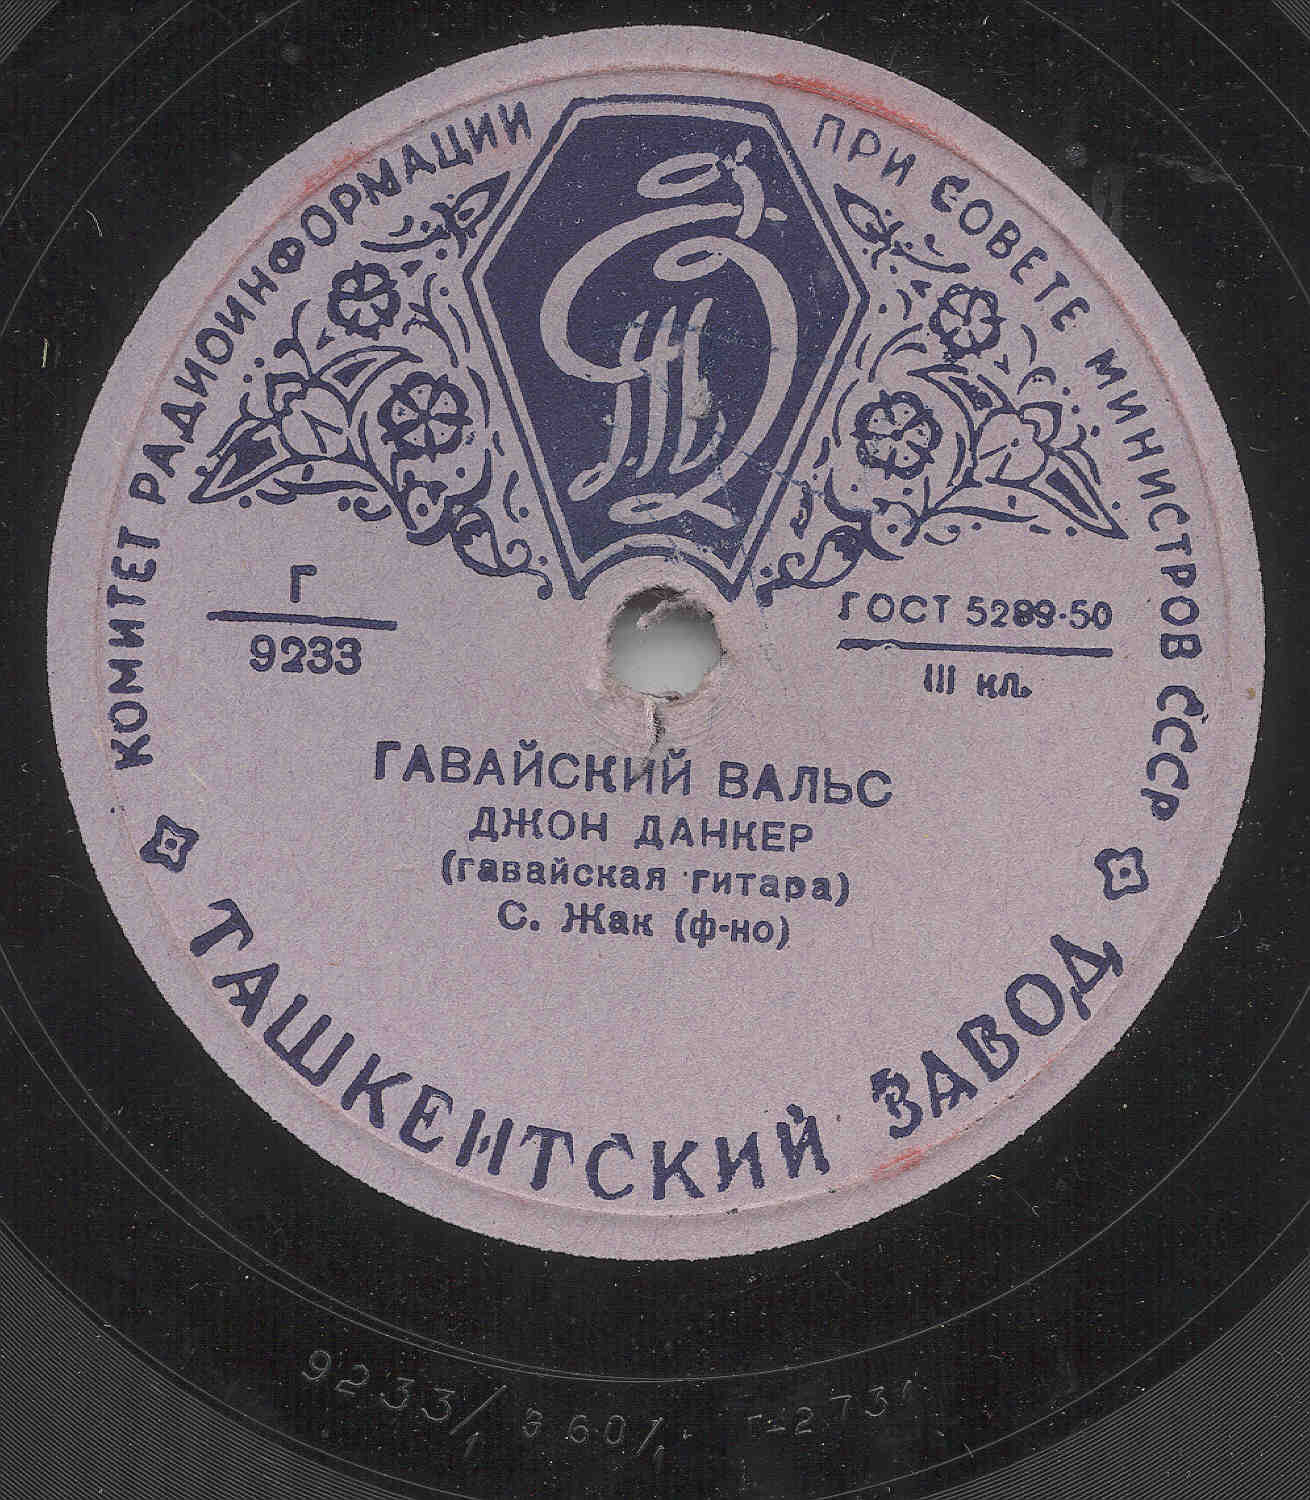 КОМИТЕТ РАДИОИНФОРМАЦИИ ПРИ СОВЕТЕ МИНИСТРОВ СССР
Г
9233
ГОСТ 5289-50
III кл.
ГАВАЙСКИЙ ВАЛЬС
ДЖОН ДАНКЕР
(гавайская гитара)
С. Жак (ф-но)
ТАШКЕНТСКИЙ ЗАВОД
9233/1 360/1